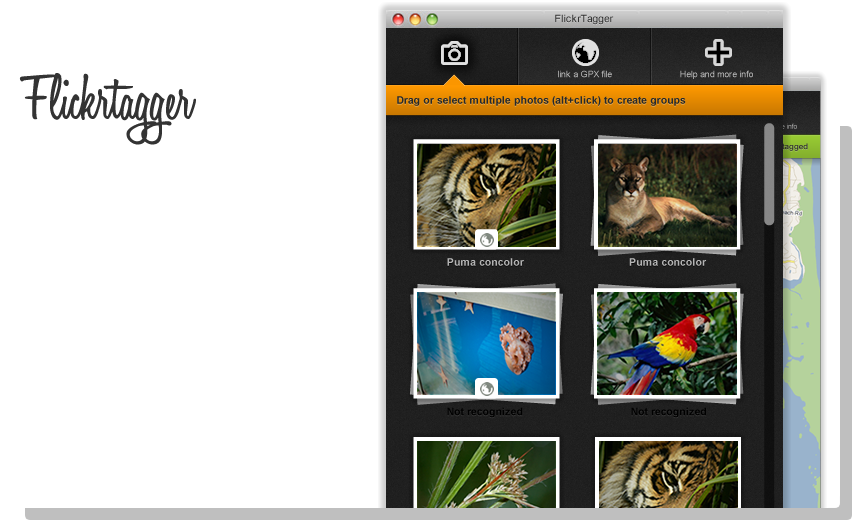 Flickrtagger
FlickrTagger
link a GPX file
Help and more info
Drag or select multiple photos (alt+click) to create groups
e info
tagged
Puma concolor
Puma concolor
Not recognized
Not recognized